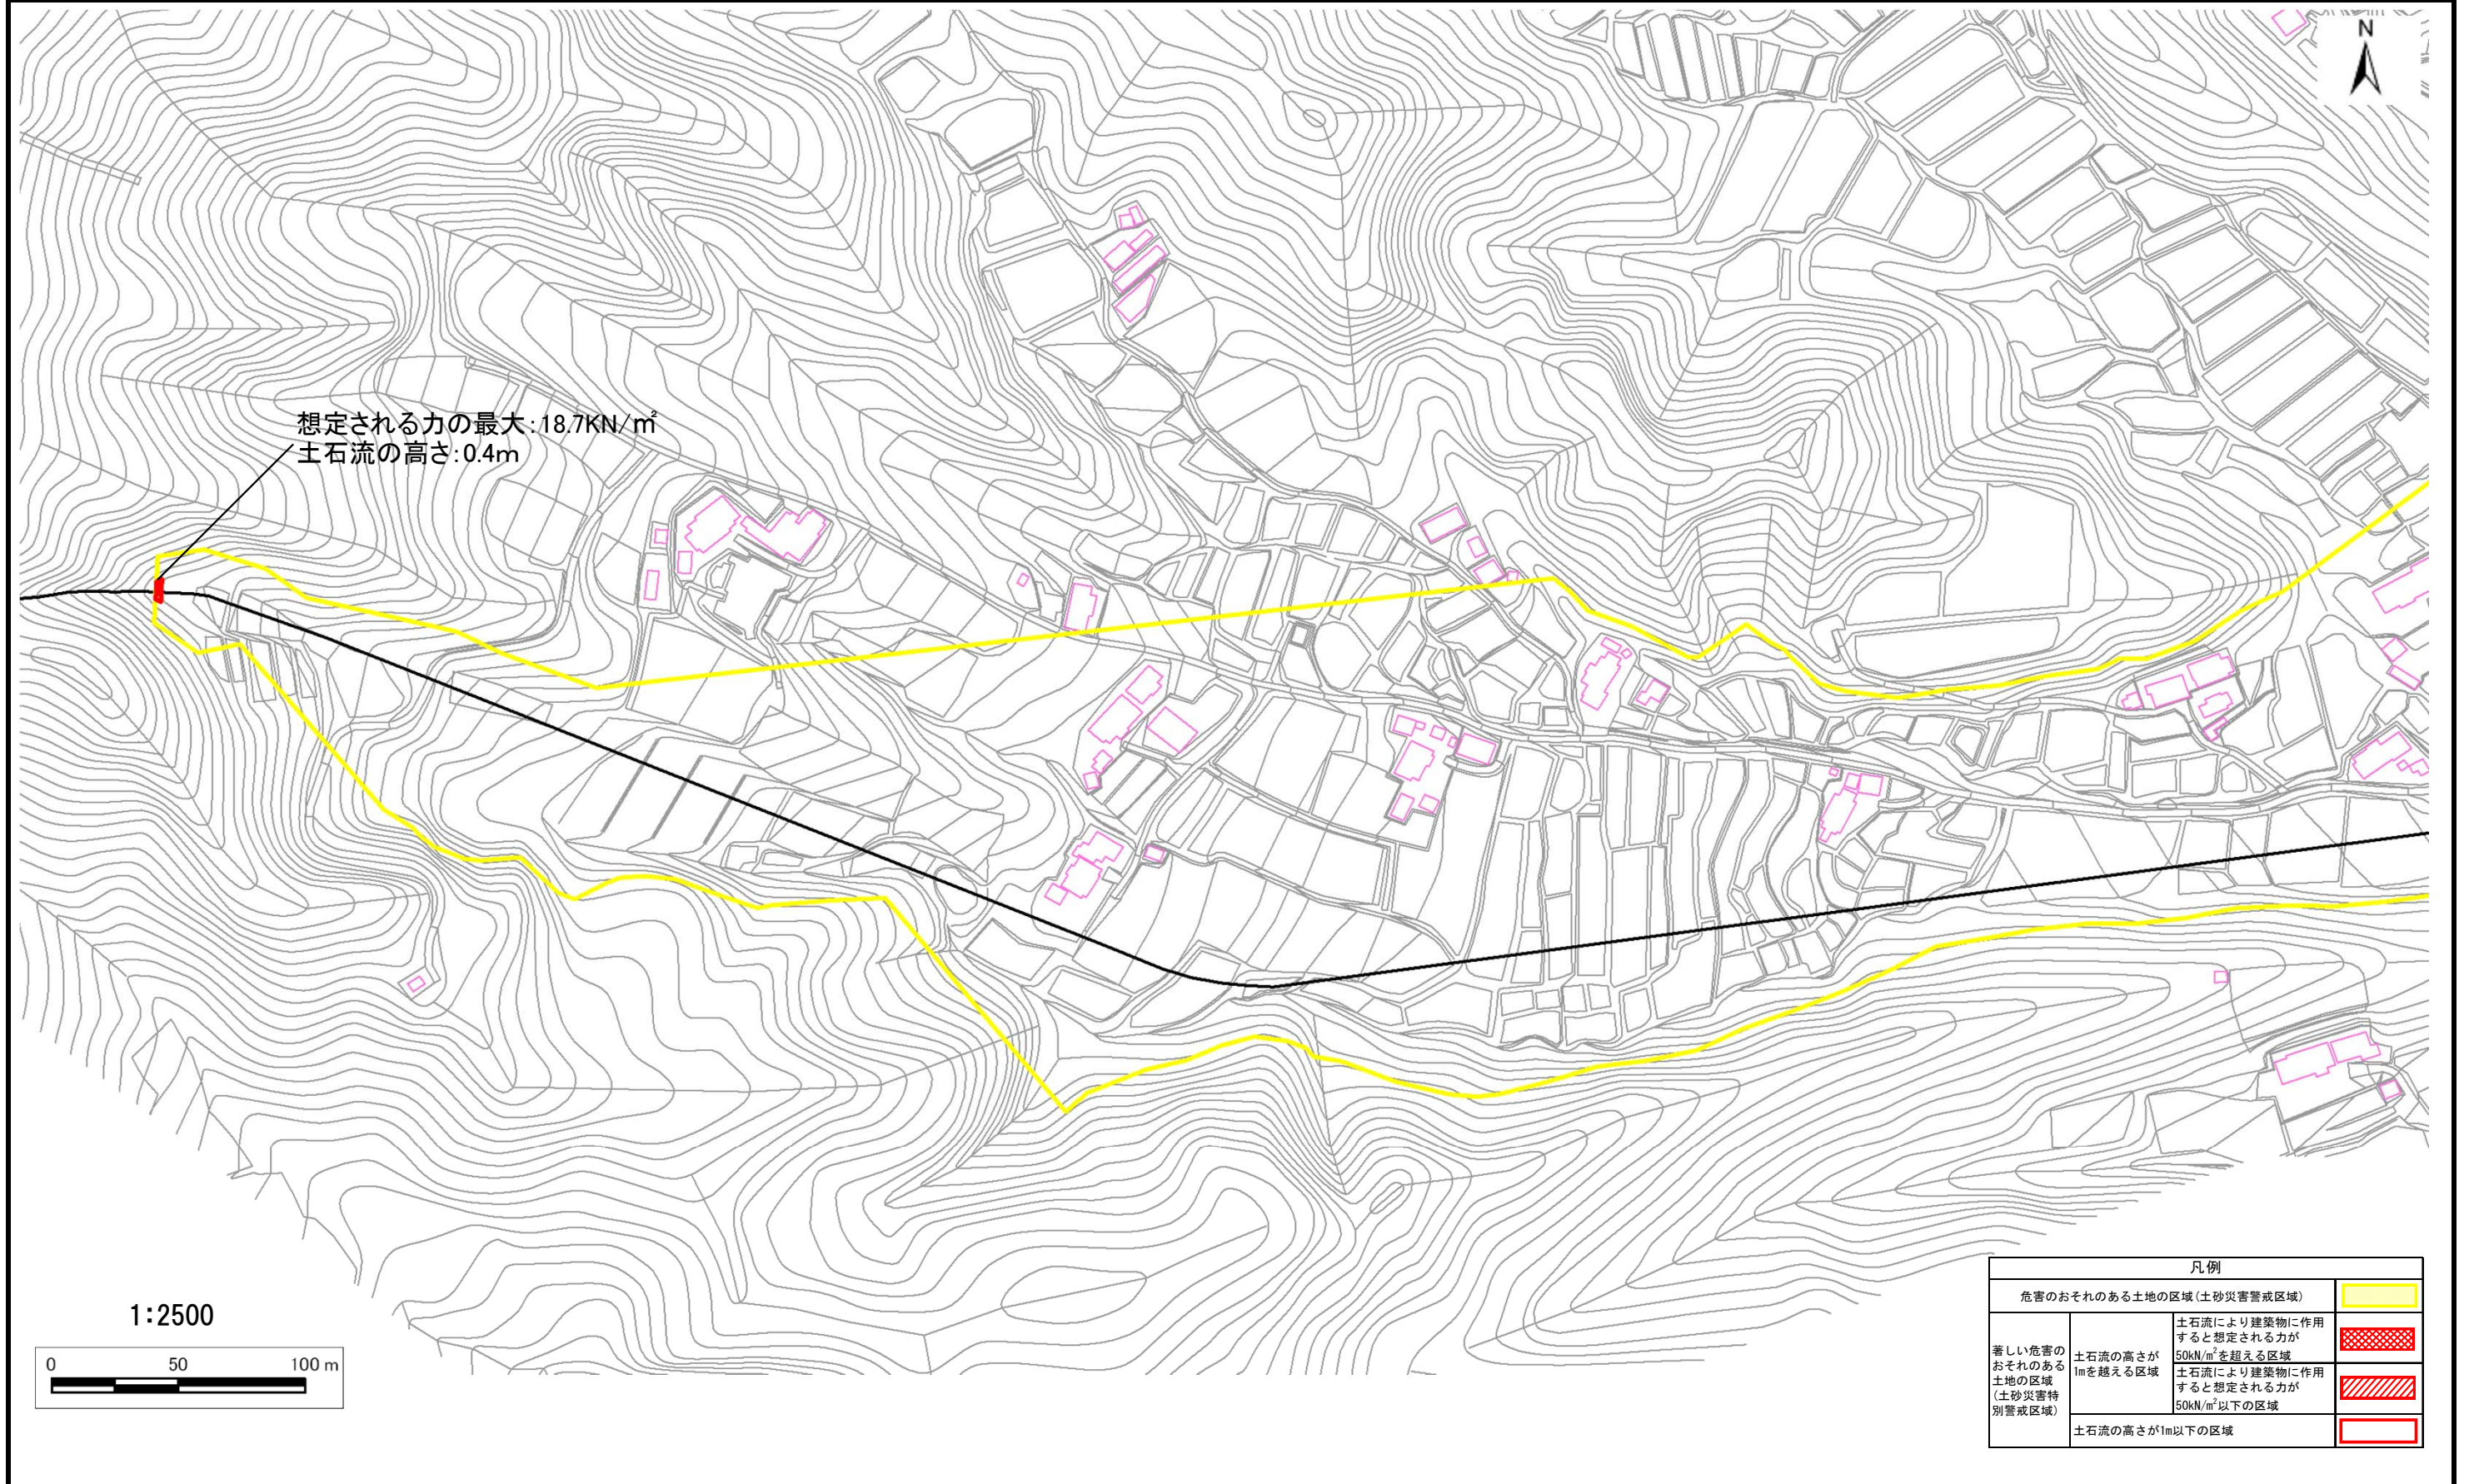 N
想定される力の最大:18.7KN/㎡
土石流の高さ:0.4m
1:2500
0 50 100 m
凡例
危害のおそれのある土地の区域(土砂災害警戒区域)
著しい危害の
おそれのある
土地の区域
(土砂災害特
別警戒区域)
土石流の高さが
1mを越える区域
土石流により建築物に作用
すると想定される力が
50kN/m²を超える区域
土石流により建築物に作用
すると想定される力が
50kN/m²以下の区域
土石流の高さが1m以下の区域